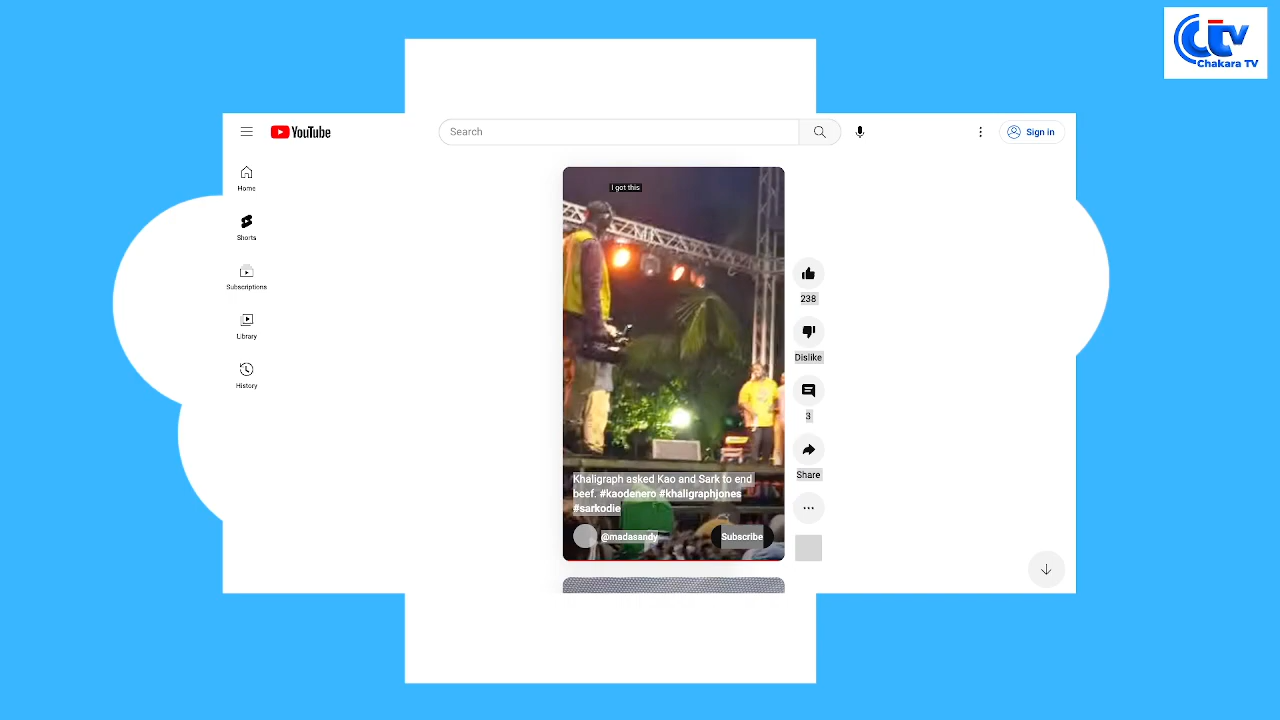 CTV
Chakara TV
YouTube
Search
Sign in
Home
Shorts
Subscriptions
Library
History
I got this
238
Dislike
3
Share
Khaligraph asked Kao and Sark to end
beef. #kaodenero #khaligraphjones
#sarkodie
@madasandy
Subscribe